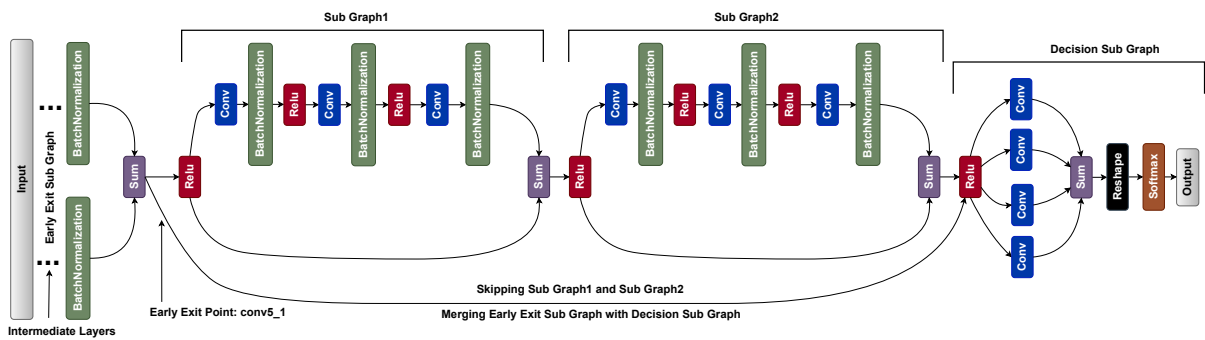 Sub Graph1
Sub Graph2
Decision Sub Graph
Input
Early Exit Sub Graph
BatchNormalization
BatchNormalization
Sum
Relu
Conv
BatchNormalization
Relu
Conv
BatchNormalization
Relu
Conv
BatchNormalization
Sum
Relu
Conv
BatchNormalization
Relu
Conv
BatchNormalization
Relu
Conv
BatchNormalization
Sum
Relu
Conv
Conv
Conv
Conv
Sum
Reshape
Softmax
Output
Skipping Sub Graph1 and Sub Graph2
Early Exit Point: conv5_1
Merging Early Exit Sub Graph with Decision Sub Graph
Intermediate Layers